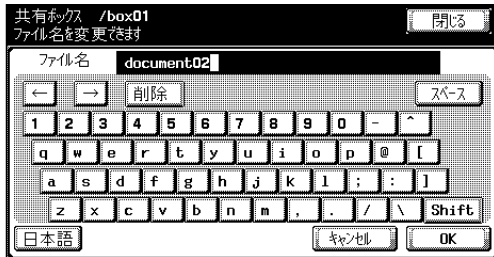 共有ボックス /box01 閉じる
ファイル名を変更できます
ファイル名 document02
← → 削除 スペース
1 2 3 4 5 6 7 8 9 0 - ^
q w e r t y u i o p @ [
a s d f g h j k l ; : ]
z x c v b n m , . / \ Shift
日本語 キャンセル OK